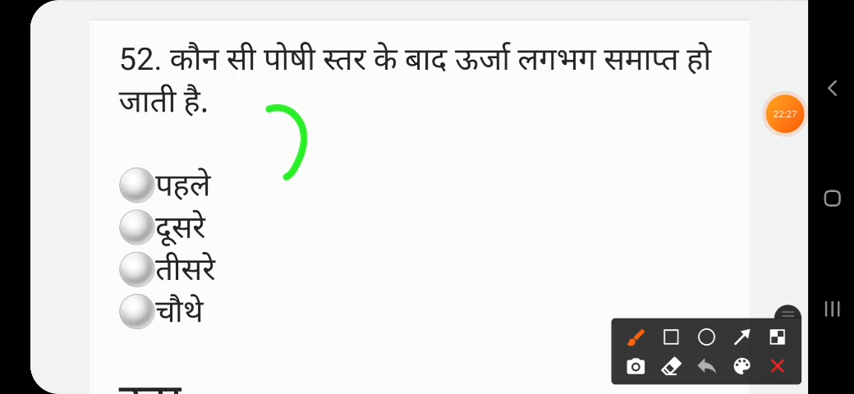 52. कौन सी पोषी स्तर के बाद ऊर्जा लगभग समाप्त हो
जाती है.
22:27
पहले
दूसरे
तीसरे
चौथे